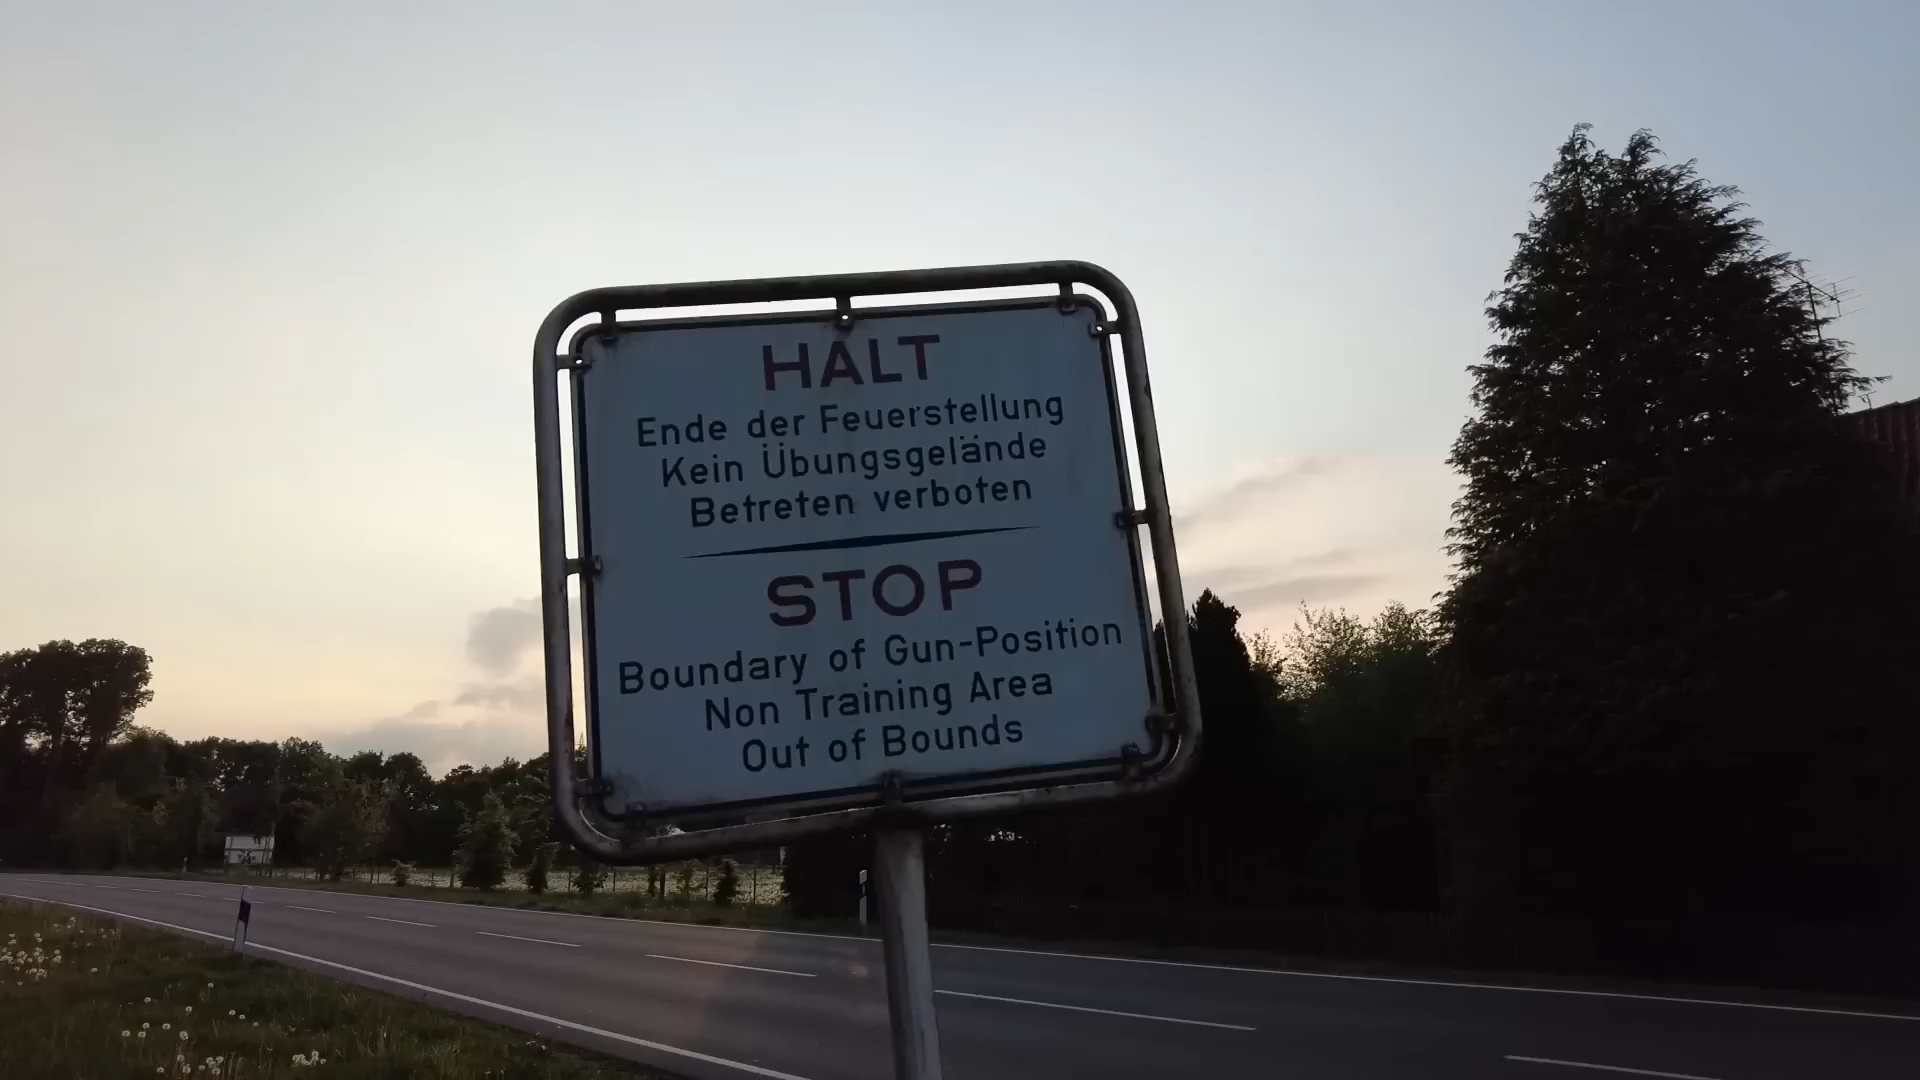 HALT
Ende der Feuerstellung
Kein Übungsgelände
Betreten verboten
STOP
Boundary of Gun-Position
Non Training Area
Out of Bounds